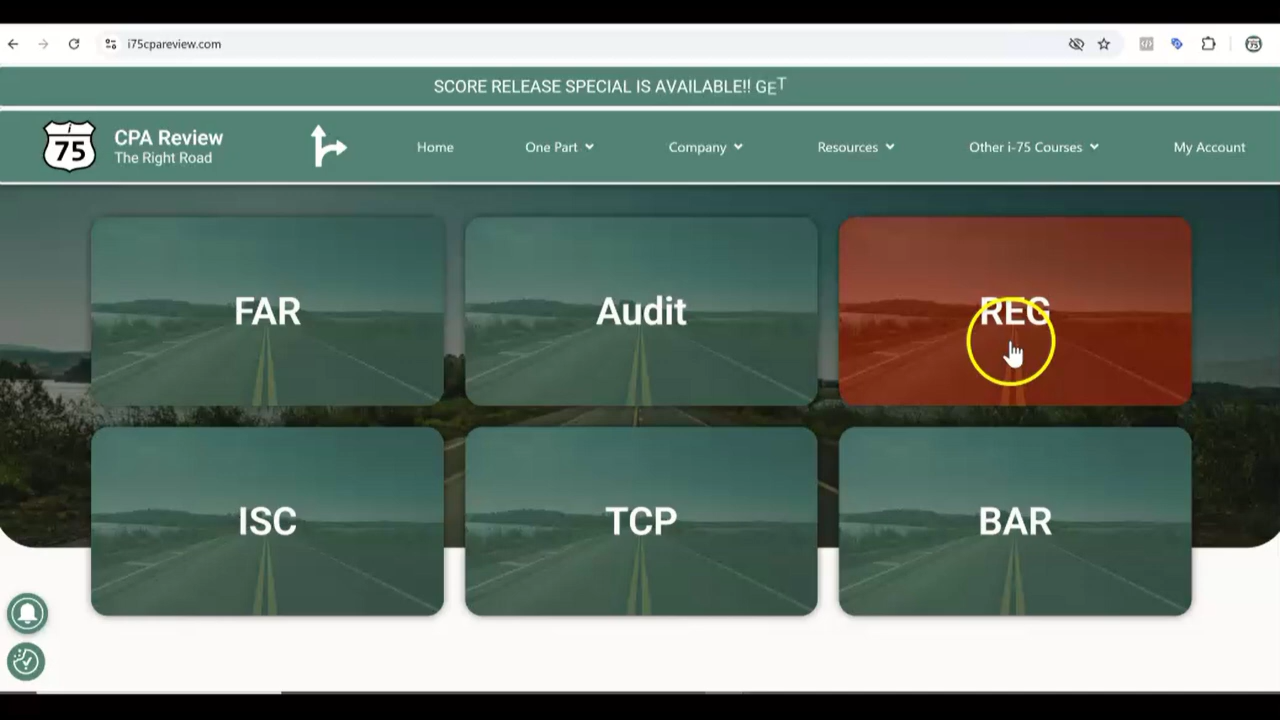 i75cpareview.com
SCORE RELEASE SPECIAL IS AVAILABLE!! GET
75
CPA Review
The Right Road
Home
One Part
Company
Resources
Other i-75 Courses
My Account
FAR
Audit
REG
ISC
TCP
BAR
75